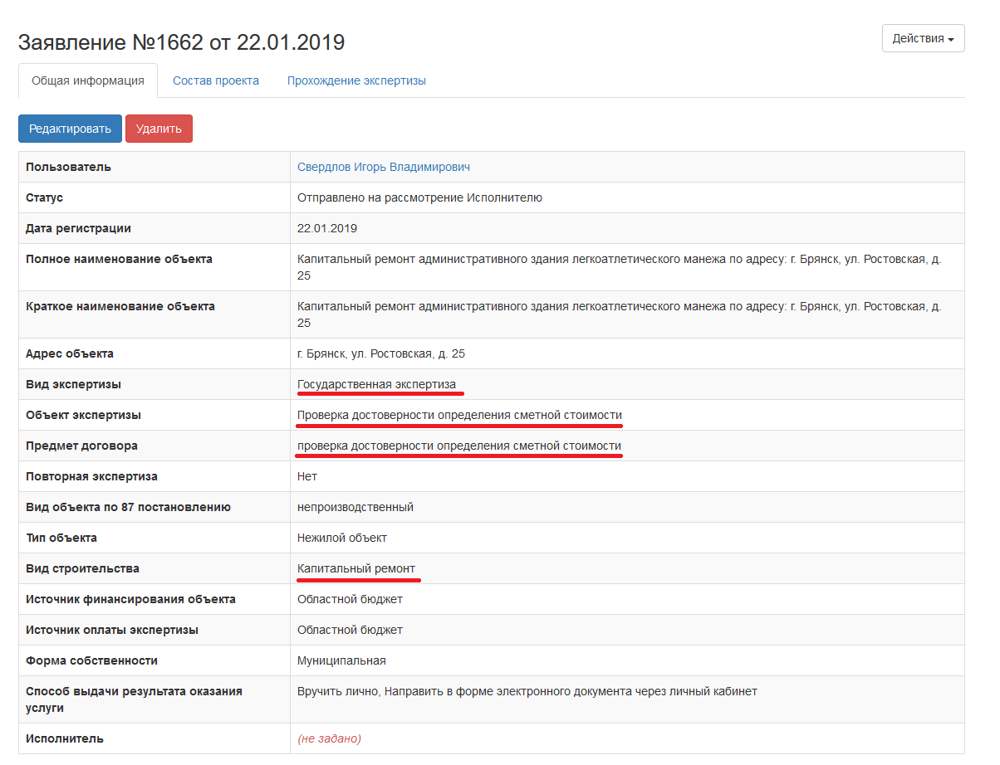 Заявление №1662 от 22.01.2019
Действия
Общая информация
Состав проекта
Прохождение экспертизы
Редактировать
Удалить
Пользователь
Свердлов Игорь Владимирович
Статус
Отправлено на рассмотрение Исполнителю
Дата регистрации
22.01.2019
Полное наименование объекта
Капитальный ремонт административного здания легкоатлетического манежа по адресу: г. Брянск, ул. Ростовская, д.
25
Краткое наименование объекта
Капитальный ремонт административного здания легкоатлетического манежа по адресу: г. Брянск, ул. Ростовская, д.
25
Адрес объекта
г. Брянск, ул. Ростовская, д. 25
Вид экспертизы
Государственная экспертиза
Объект экспертизы
Проверка достоверности определения сметной стоимости
Предмет договора
проверка достоверности определения сметной стоимости
Повторная экспертиза
Нет
Вид объекта по 87 постановлению
непроизводственный
Тип объекта
Нежилой объект
Вид строительства
Капитальный ремонт
Источник финансирования объекта
Областной бюджет
Источник оплаты экспертизы
Областной бюджет
Форма собственности
Муниципальная
Способ выдачи результата оказания
услуги
Вручить лично, Направить в форме электронного документа через личный кабинет
Исполнитель
(не задано)